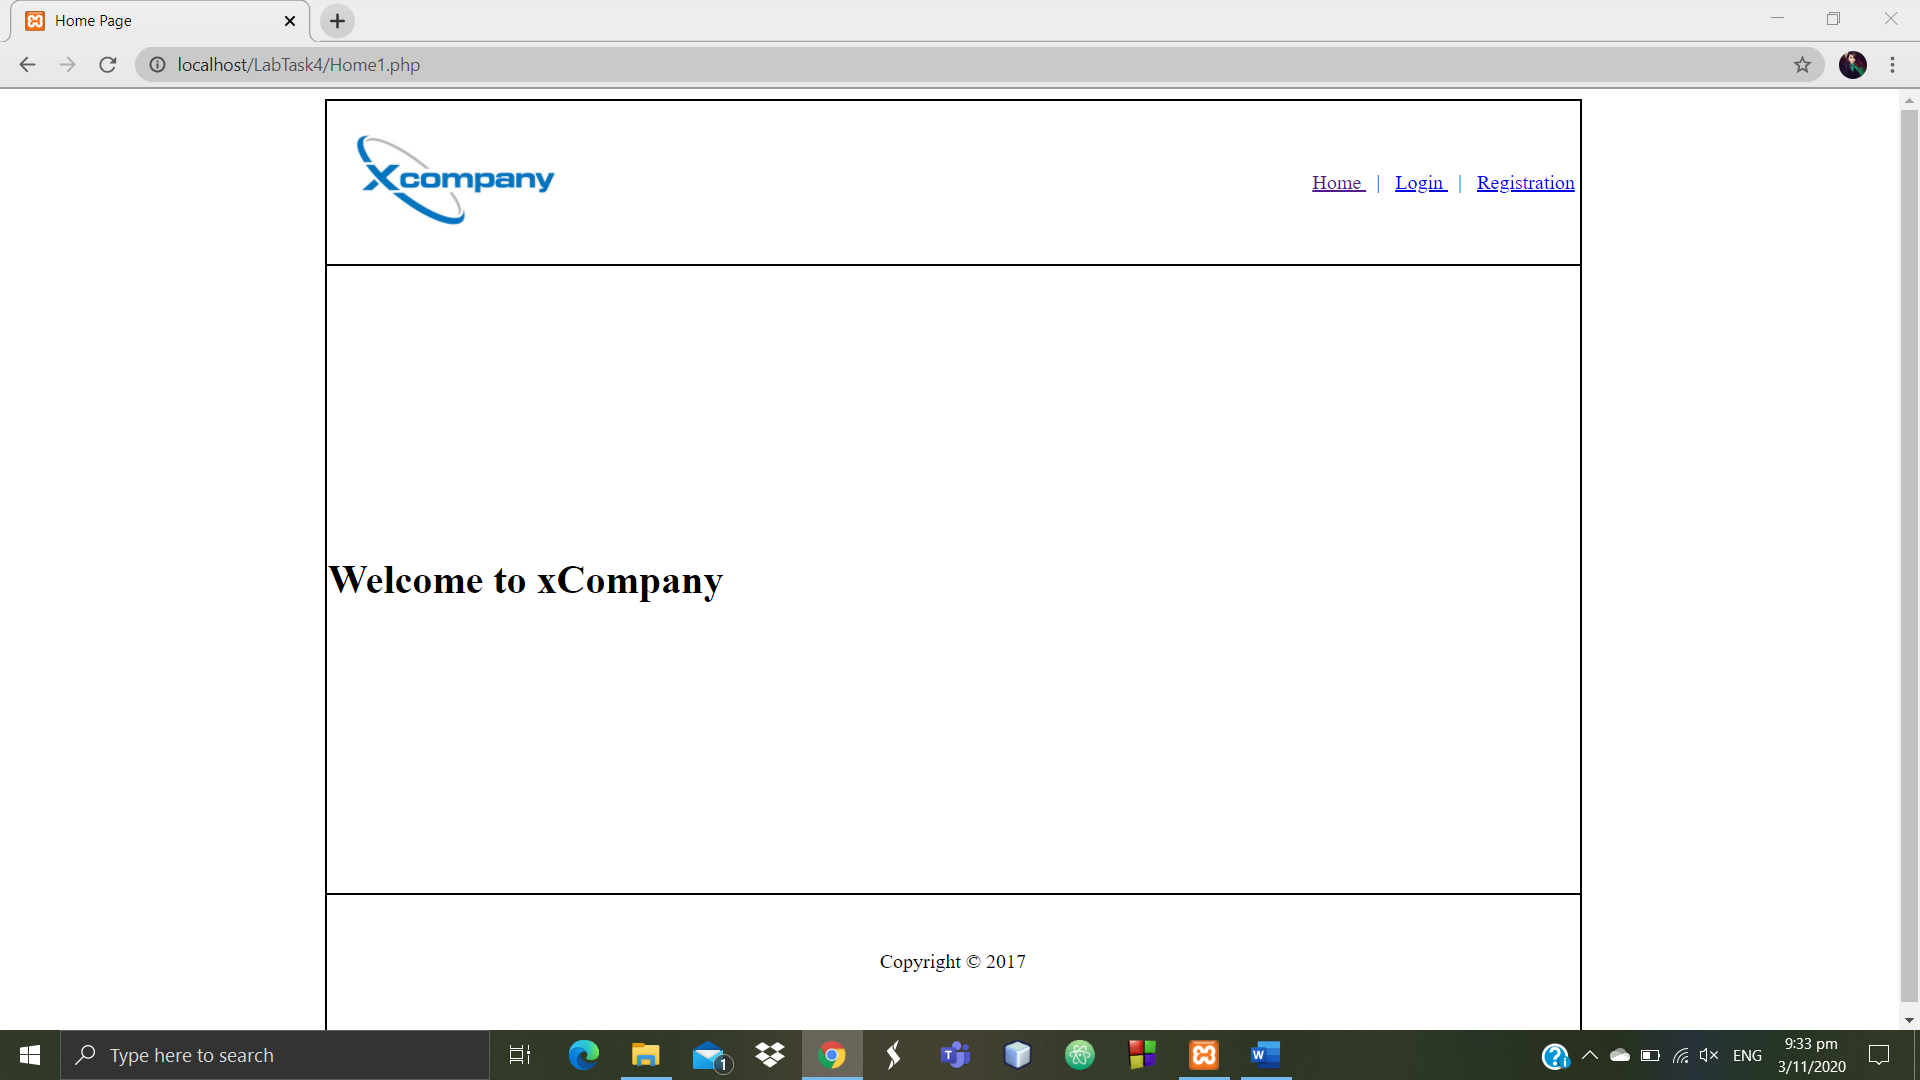 Home Page
localhost/LabTask4/Home1.php
Xcompany
Home | Login | Registration
Welcome to xCompany
Copyright © 2017
Type here to search
1
ENG
9:33 pm
3/11/2020